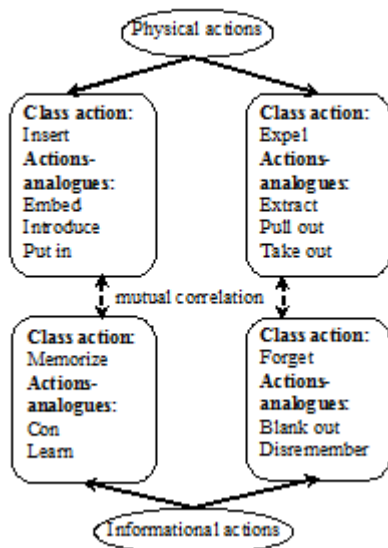 Physical actions
Class action:
Insert
Actions-
analogues:
Embed
Introduce
Put in
Class action:
Expel
Actions-
analogues:
Extract
Pull out
Take out
mutual correlation
Class action:
Memorize
Actions-
analogues:
Con
Learn
Class action:
Forget
Actions-
analogues:
Blank out
Disremember
Informational actions